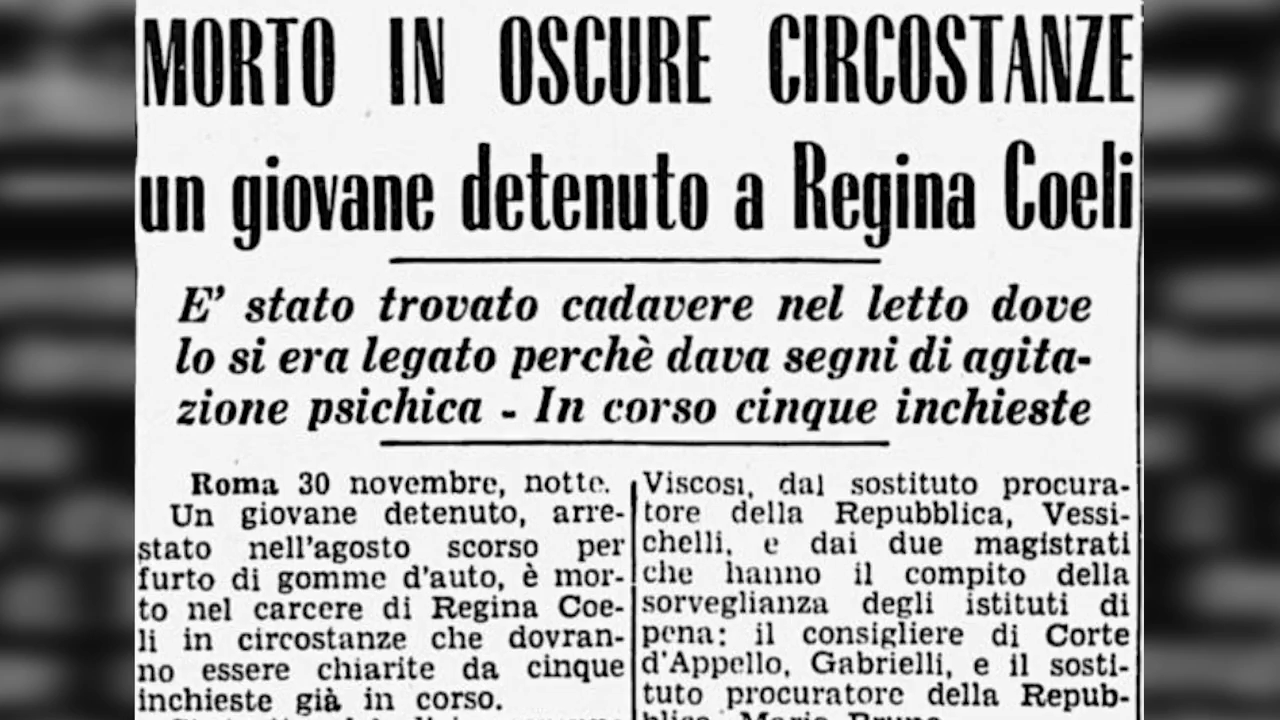 MORTO IN OSCURE CIRCOSTANZE
un giovane detenuto a Regina Coeli
E' stato trovato cadavere nel letto dove
lo si era legato perchè dava segni di agita-
zione psichica - In corso cinque inchieste
Roma 30 novembre, notte.
Un giovane detenuto, arre-
stato nell'agosto scorso per
furto di gomme d'auto, è mor-
to nel carcere di Regina Coe-
li in circostanze che dovran-
no essere chiarite da cinque
inchieste già in corso.
Viscosi, dal sostituto procura-
tore della Repubblica, Vessi-
chelli, e dai due magistrati
che hanno il compito della
sorveglianza degli istituti di
pena: il consigliere di Corte
d'Appello, Gabrielli, e il sosti-
tuto procuratore della Repub-